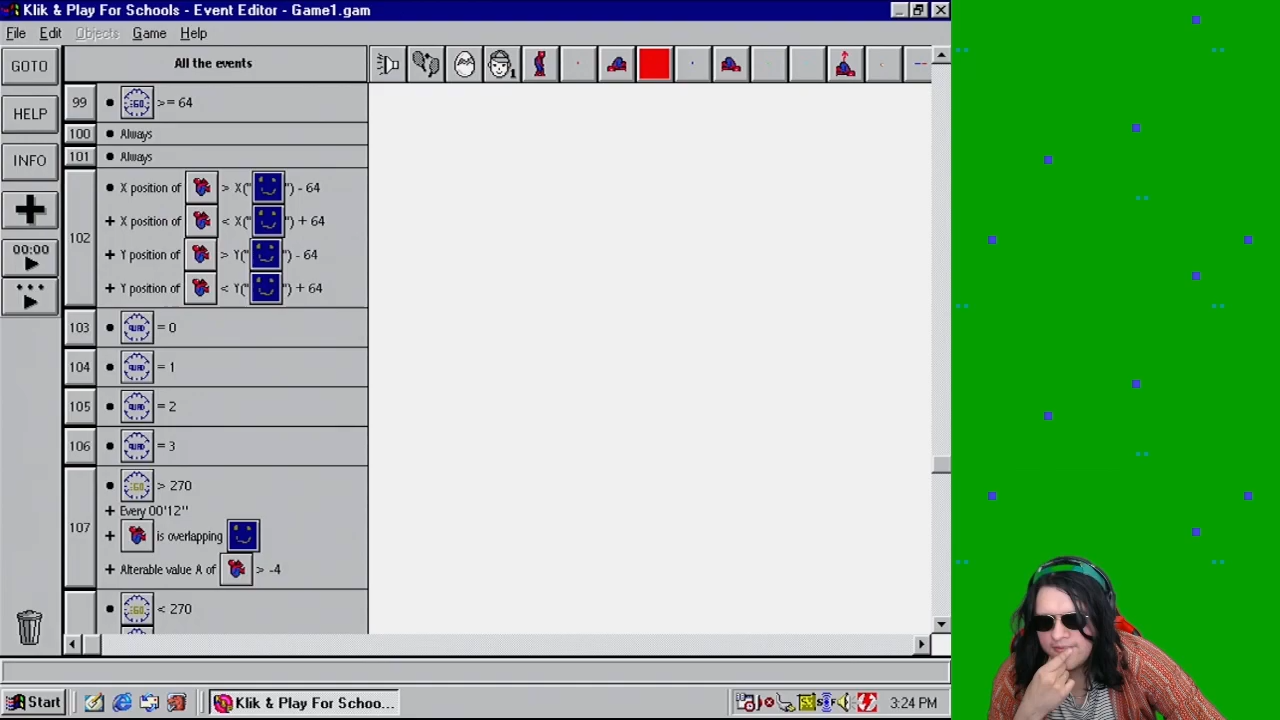 Klik & Play For Schools - Event Editor - Game1.gam
File Edit Objects Game Help
GOTO
All the events
1
99 • >= 64
HELP
100 • Always
101 • Always
INFO
102 • X position of > X(" ") - 64
+ X position of < X(" ") + 64
+ Y position of > Y(" ") - 64
+ Y position of < Y(" ") + 64
00:00
103 • = 0
104 • = 1
105 • = 2
106 • = 3
107 • > 270
+ Every 00'12''
+ is overlapping
+ Alterable value A of > -4
• < 270
Start
Klik & Play For Schoo...
3:24 PM